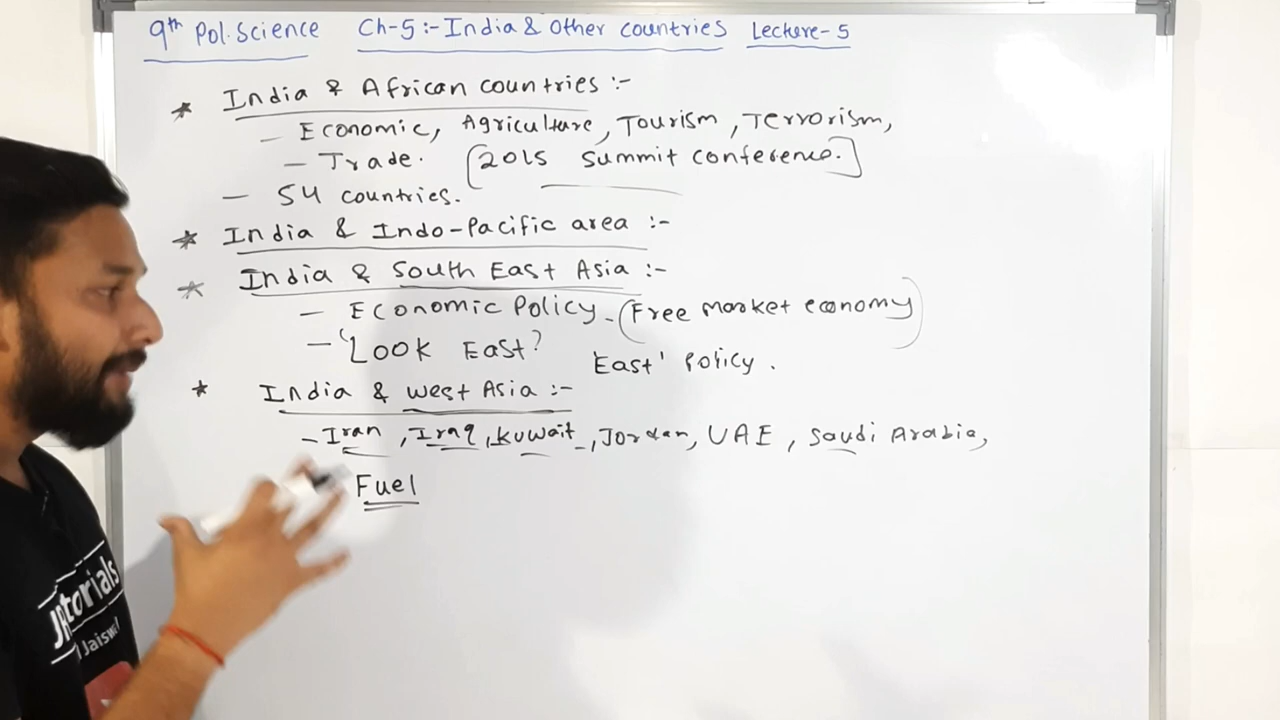 9th Pol.Science Ch-5:- India & Other countries Lecture-5
* India & African countries :-
– Economic, Agriculture, Tourism, Terrorism,
– Trade. [2015 Summit conference.]
– 54 countries.
* India & Indo-Pacific area :-
* India & South East Asia :-
– Economic Policy – (Free market economy)
– 'Look East'
East' Policy.
* India & West Asia :-
– Iran, Iraq, Kuwait, Jordan, UAE, Saudi Arabia,
Fuel
torials
Jaisw